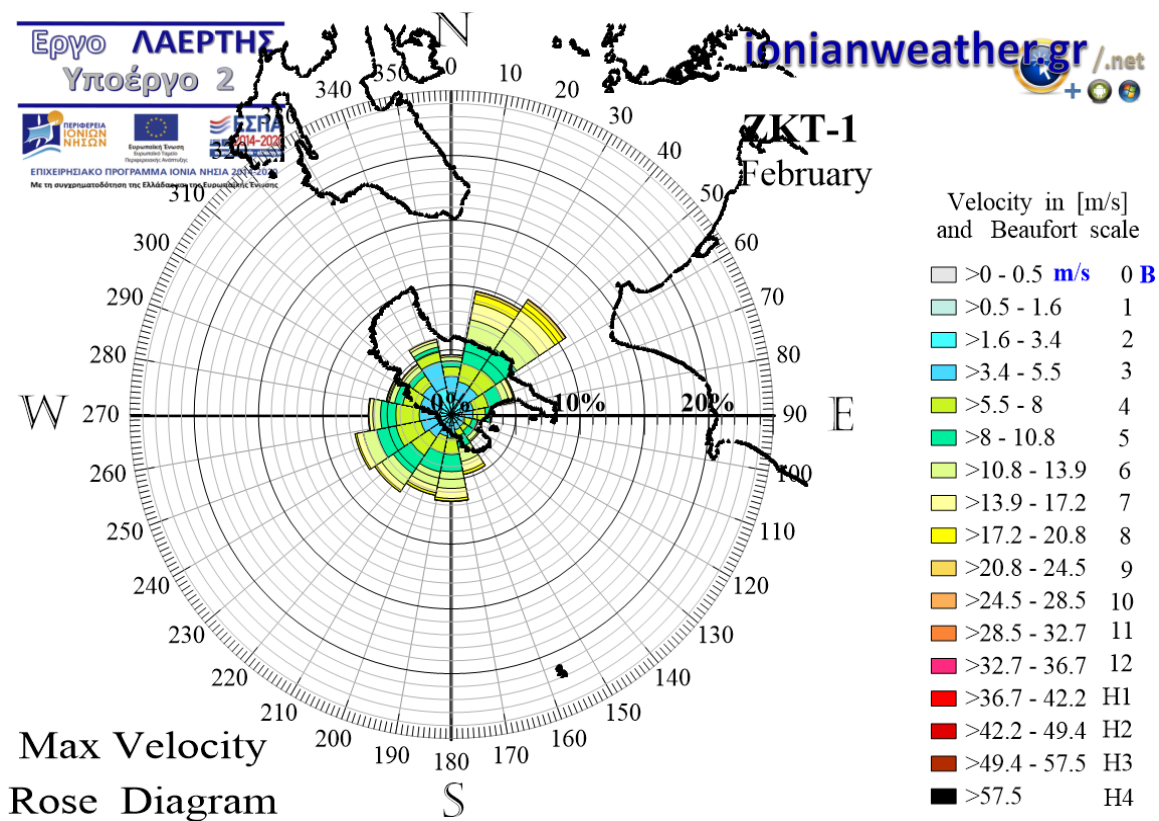 Εργο ΛΑΕΡΤΗΣ
Υποέργο 2
ΠΕΡΙΦΕΡΕΙΑ
ΙΟΝΙΩΝ
ΝΗΣΙΩΝ
Ευρωπαϊκή Ένωση
Ευρωπαϊκό Ταμείο
Περιφερειακής Ανάπτυξης
ΕΣΠΑ
2014-2020
ΕΠΙΧΕΙΡΗΣΙΑΚΟ ΠΡΟΓΡΑΜΜΑ ΙΟΝΙΑ ΝΗΣΙΑ 2014-2020
Με τη συγχρηματοδότηση της Ελλάδας και της Ευρωπαϊκής Ένωσης
ionianweather.gr /.net
ZKT-1
February
N
0
10
20
30
40
50
60
70
80
90
E
100
110
120
130
140
150
160
170
180
S
190
200
210
220
230
240
250
260
270
W
280
290
300
310
320
330
340
350
0% 10% 20%
Velocity in [m/s]
and Beaufort scale
>0 - 0.5 m/s 0 B
>0.5 - 1.6 1
>1.6 - 3.4 2
>3.4 - 5.5 3
>5.5 - 8 4
>8 - 10.8 5
>10.8 - 13.9 6
>13.9 - 17.2 7
>17.2 - 20.8 8
>20.8 - 24.5 9
>24.5 - 28.5 10
>28.5 - 32.7 11
>32.7 - 36.7 12
>36.7 - 42.2 H1
>42.2 - 49.4 H2
>49.4 - 57.5 H3
>57.5 H4
Max Velocity
Rose Diagram